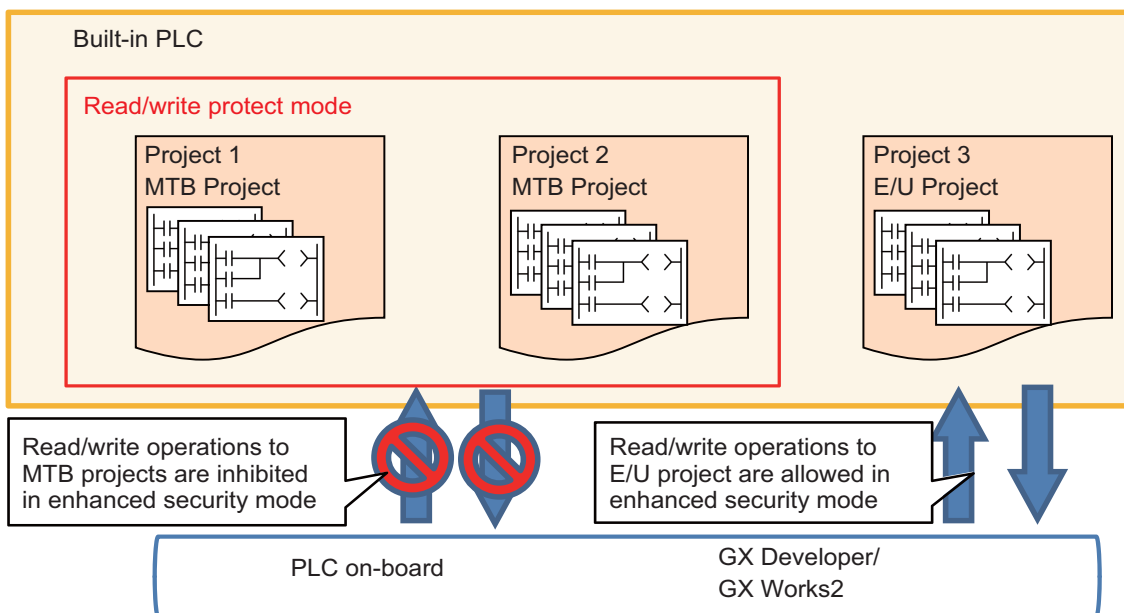 Built-in PLC
Read/write protect mode
Project 1
MTB Project
Project 2
MTB Project
Project 3
E/U Project
Read/write operations to
MTB projects are inhibited
in enhanced security mode
Read/write operations to
E/U project are allowed in
enhanced security mode
PLC on-board
GX Developer/
GX Works2